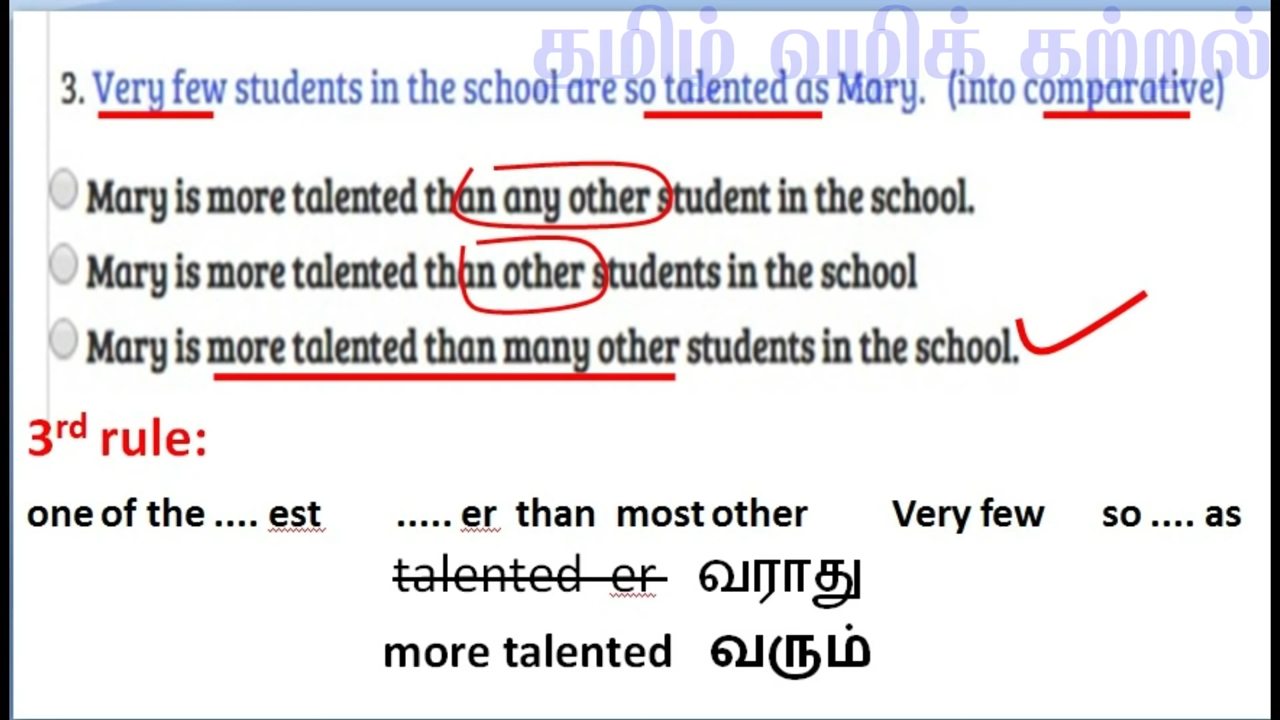 தமிழ் வழிக் கற்றல்
3. Very few students in the school are so talented as Mary. (into comparative)
Mary is more talented than any other student in the school.
Mary is more talented than other students in the school
Mary is more talented than many other students in the school.
3rd rule:
one of the .... est ..... er than most other Very few so .... as
talented er வராது
more talented வரும்